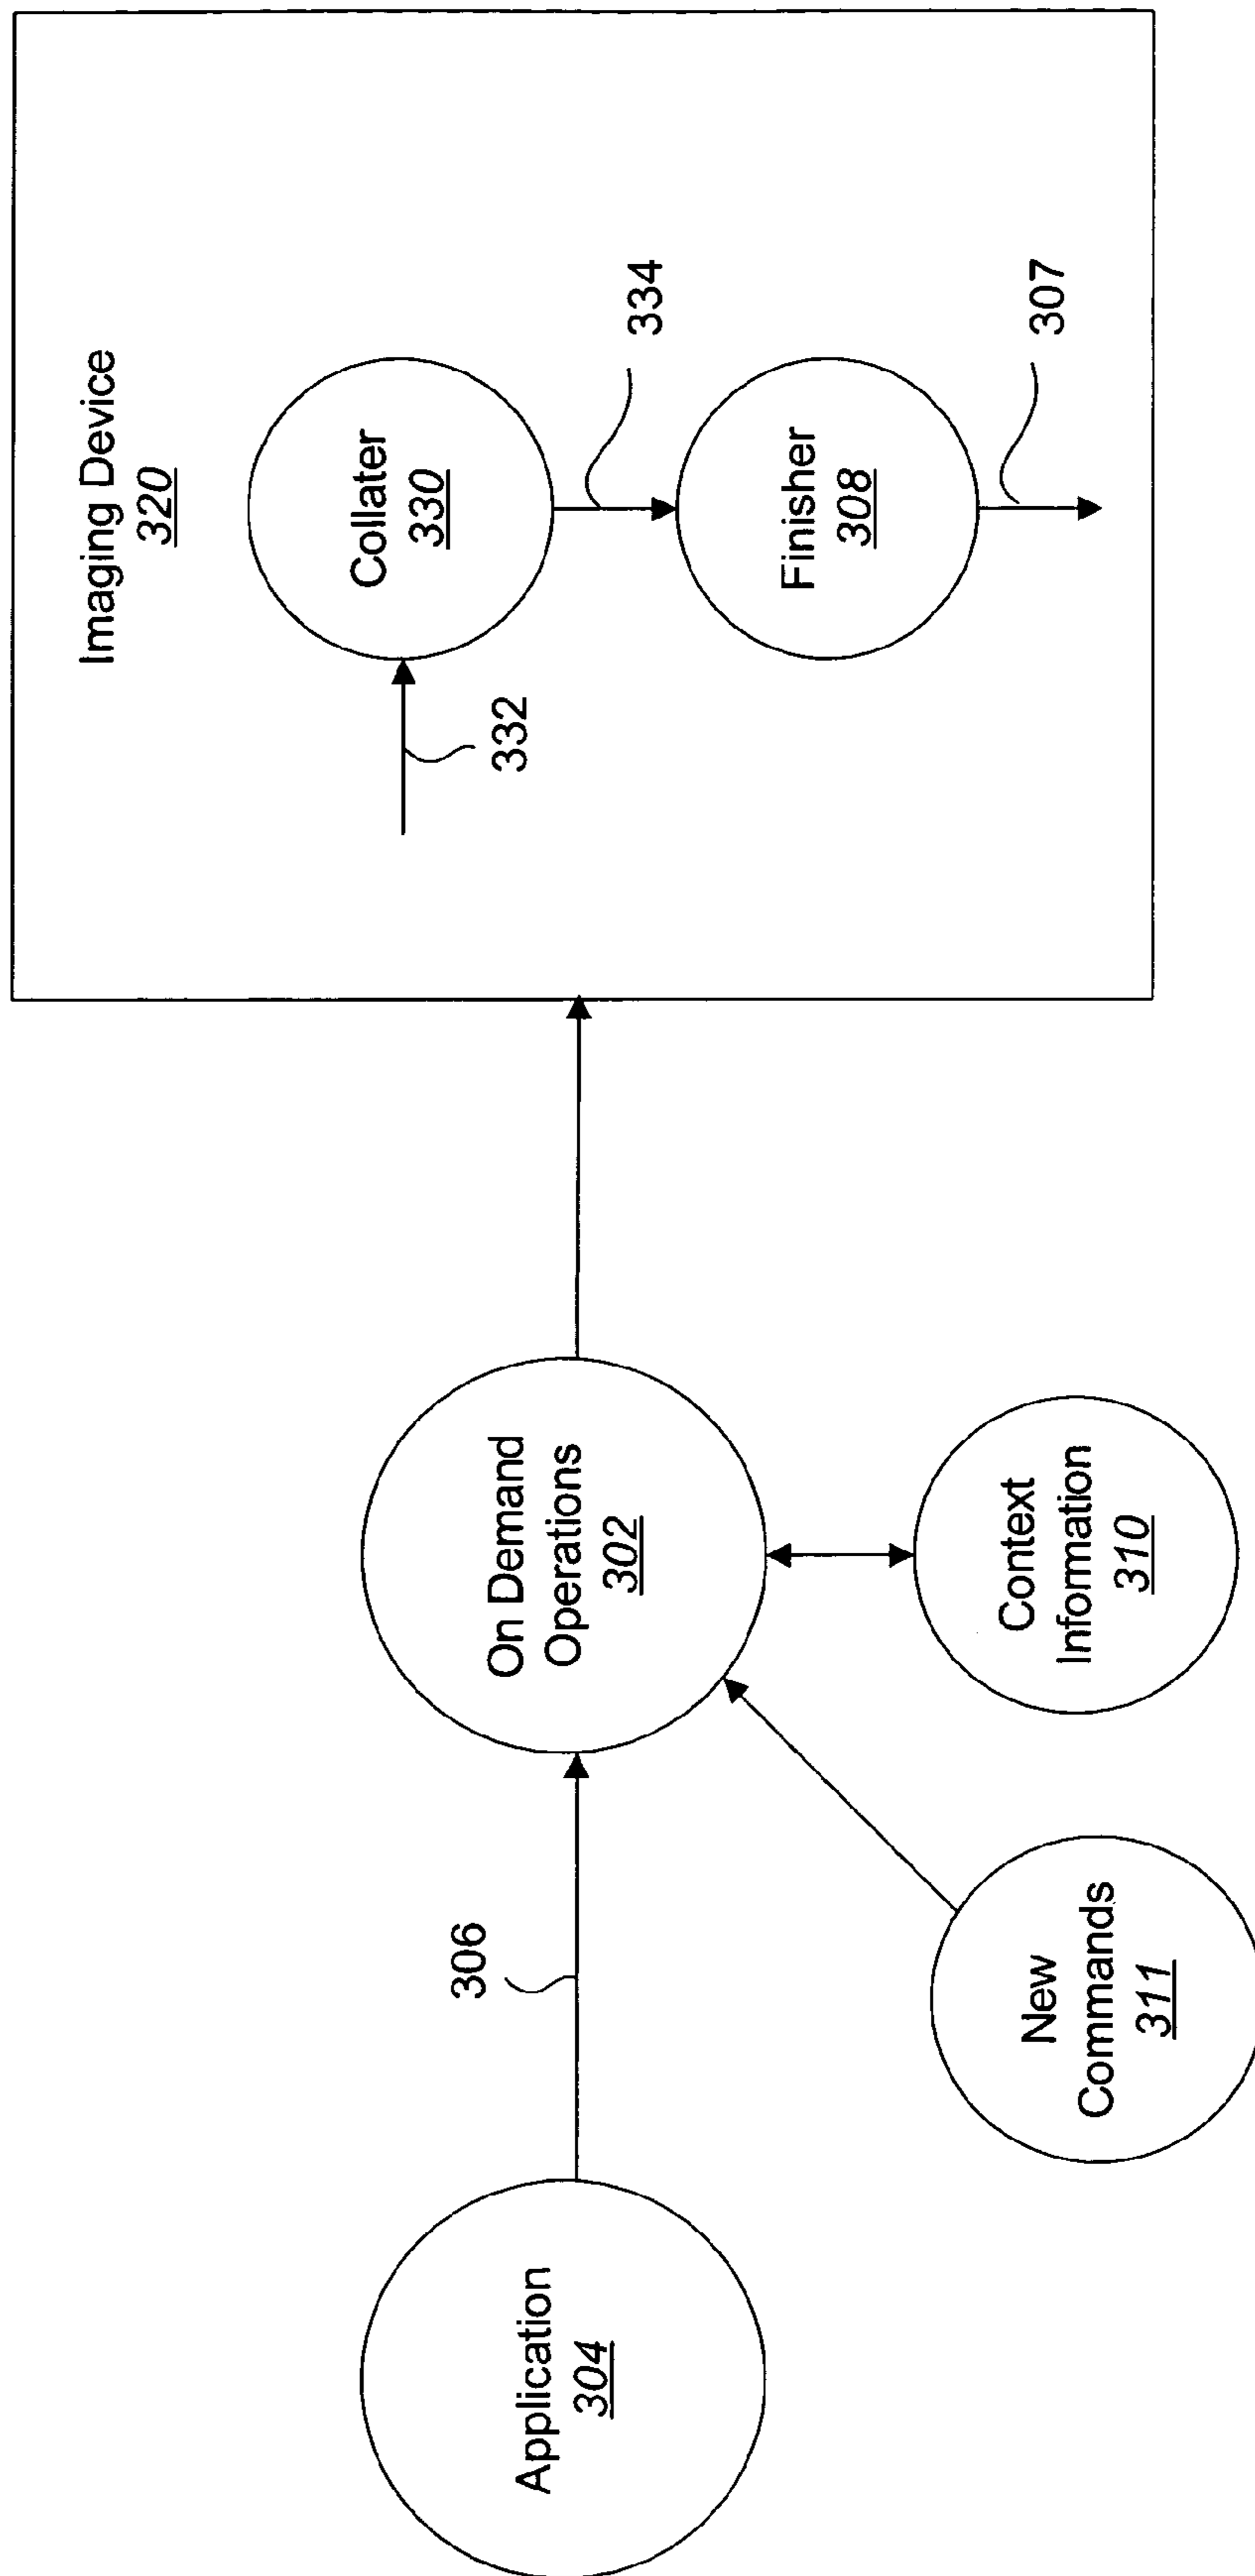 Application
304
306
On Demand
Operations
302
New
Commands
311
Context
Information
310
Imaging Device
320
332
Collater
330
334
Finisher
308
307